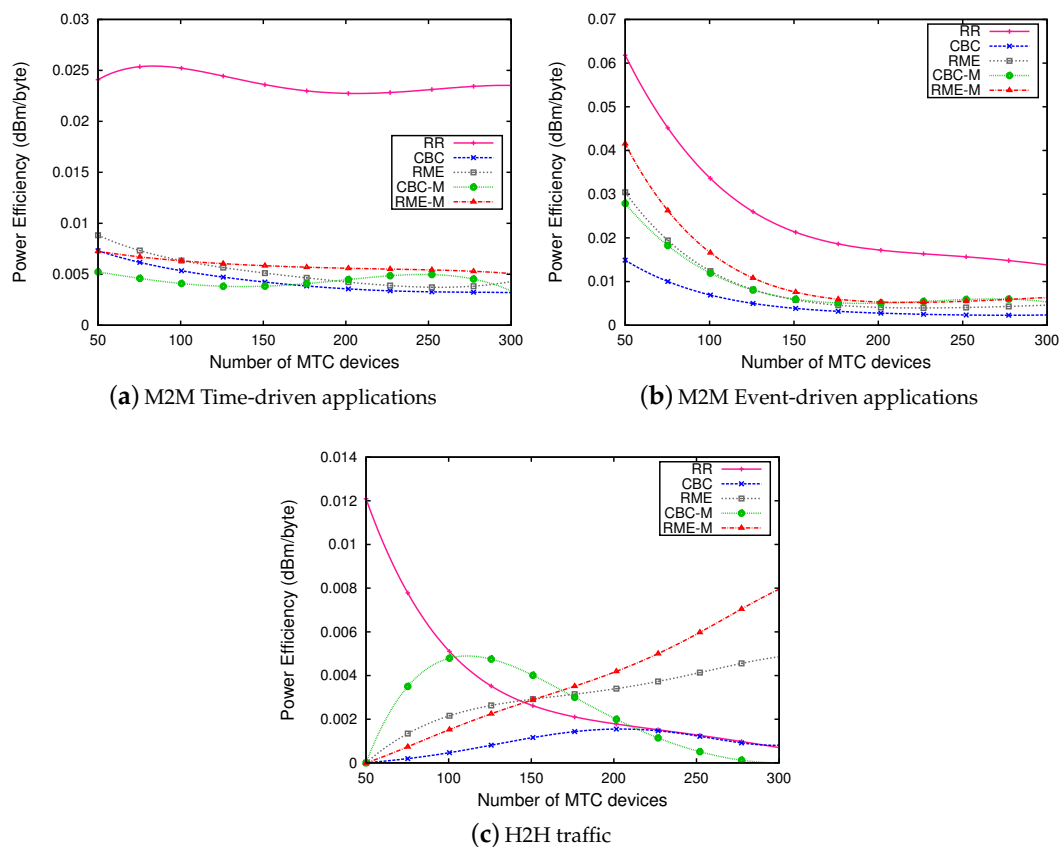 0.03
0.025
0.02
0.015
0.01
0.005
0
50 100 150 200 250 300
Power Efficiency (dBm/byte)
Number of MTC devices
RR
CBC
RME
CBC-M
RME-M
(a) M2M Time-driven applications
0.07
0.06
0.05
0.04
0.03
0.02
0.01
0
50 100 150 200 250 300
Power Efficiency (dBm/byte)
Number of MTC devices
RR
CBC
RME
CBC-M
RME-M
(b) M2M Event-driven applications
0.014
0.012
0.01
0.008
0.006
0.004
0.002
0
50 100 150 200 250 300
Power Efficiency (dBm/byte)
Number of MTC devices
RR
CBC
RME
CBC-M
RME-M
(c) H2H traffic